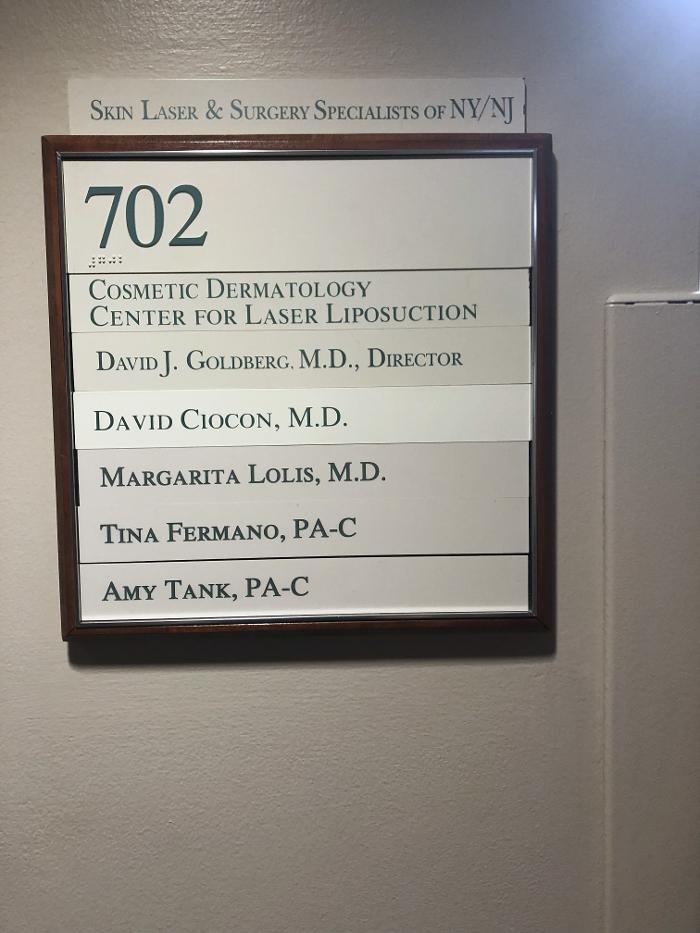 Skin Laser & Surgery Specialists of NY/NJ
702
Cosmetic Dermatology
Center for Laser Liposuction
David J. Goldberg, M.D., Director
David Ciocon, M.D.
Margarita Lolis, M.D.
Tina Fermano, PA-C
Amy Tank, PA-C